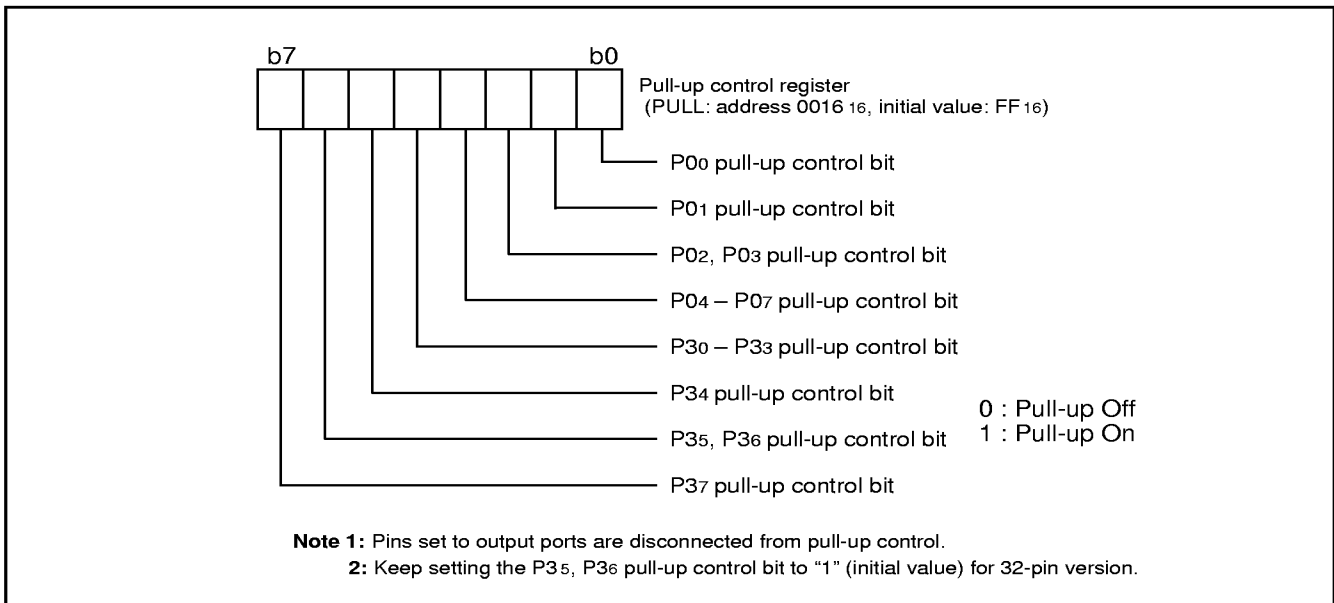 b7 b0
Pull-up control register
(PULL: address 0016 16, initial value: FF 16)
P00 pull-up control bit
P01 pull-up control bit
P02, P03 pull-up control bit
P04 – P07 pull-up control bit
P30 – P33 pull-up control bit
P34 pull-up control bit
P35, P36 pull-up control bit
P37 pull-up control bit
0 : Pull-up Off
1 : Pull-up On
Note 1: Pins set to output ports are disconnected from pull-up control.
2: Keep setting the P35, P36 pull-up control bit to “1” (initial value) for 32-pin version.